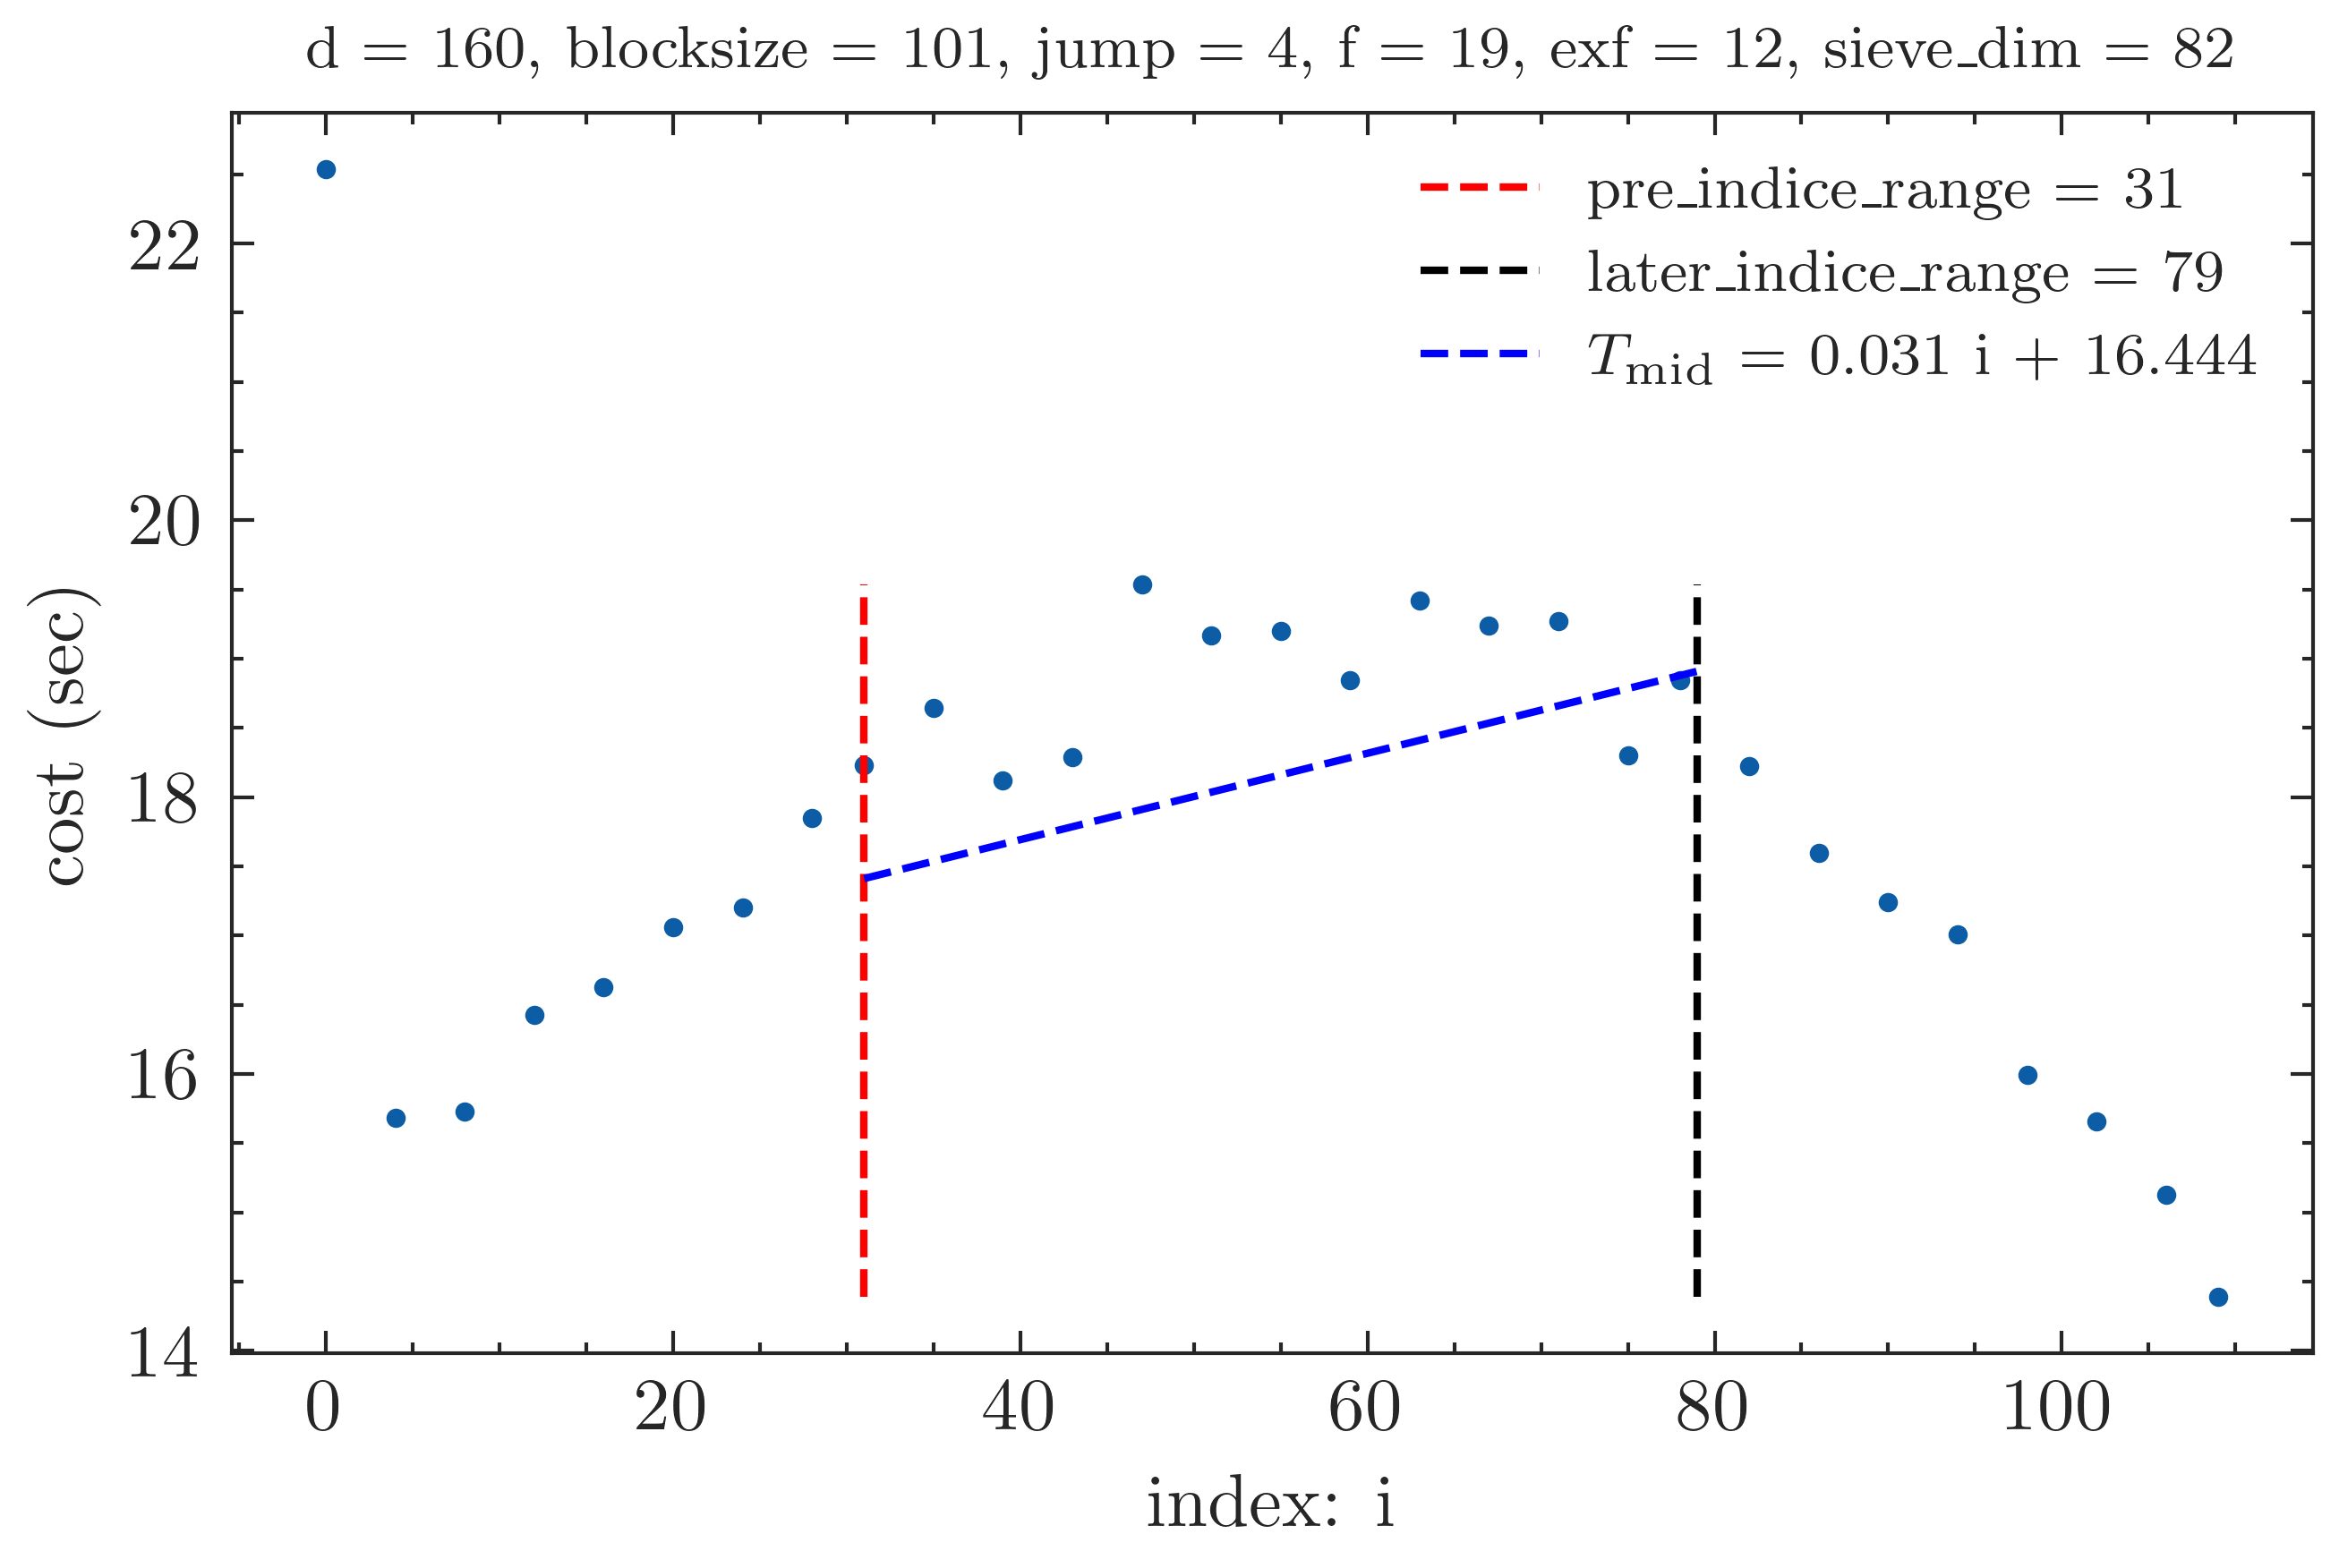 d = 160, blocksize = 101, jump = 4, f = 19, exf = 12, sieve_dim = 82
pre_indice_range = 31
later_indice_range = 79
T_mid = 0.031 i + 16.444
cost (sec)
22
20
18
16
14
0 20 40 60 80 100
index: i